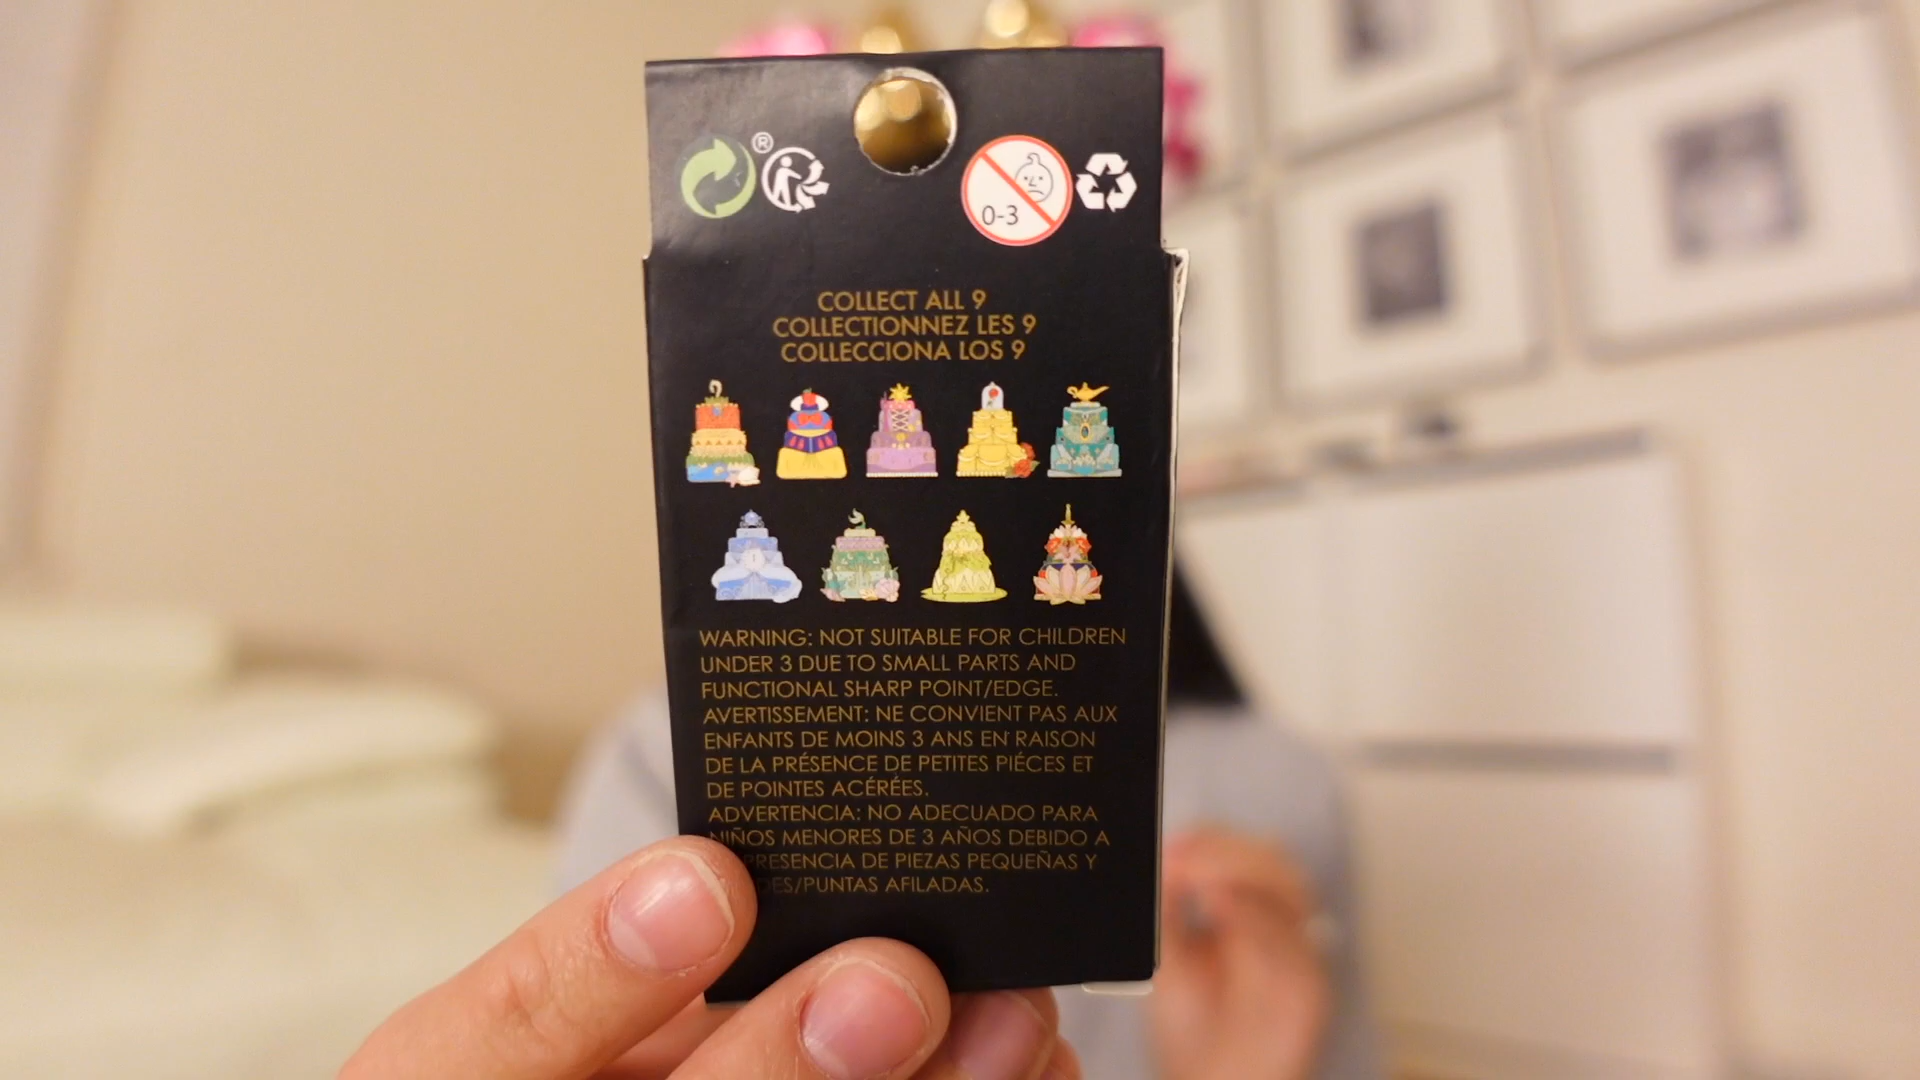 ®
0-3
COLLECT ALL 9
COLLECTIONNEZ LES 9
COLLECCIONA LOS 9
WARNING: NOT SUITABLE FOR CHILDREN
UNDER 3 DUE TO SMALL PARTS AND
FUNCTIONAL SHARP POINT/EDGE.
AVERTISSEMENT: NE CONVIENT PAS AUX
ENFANTS DE MOINS 3 ANS EN RAISON
DE LA PRÉSENCE DE PETITES PIÉCES ET
DE POINTES ACÉRÉES.
ADVERTENCIA: NO ADECUADO PARA
NIÑOS MENORES DE 3 AÑOS DEBIDO A
PRESENCIA DE PIEZAS PEQUEÑAS Y
DES/PUNTAS AFILADAS.